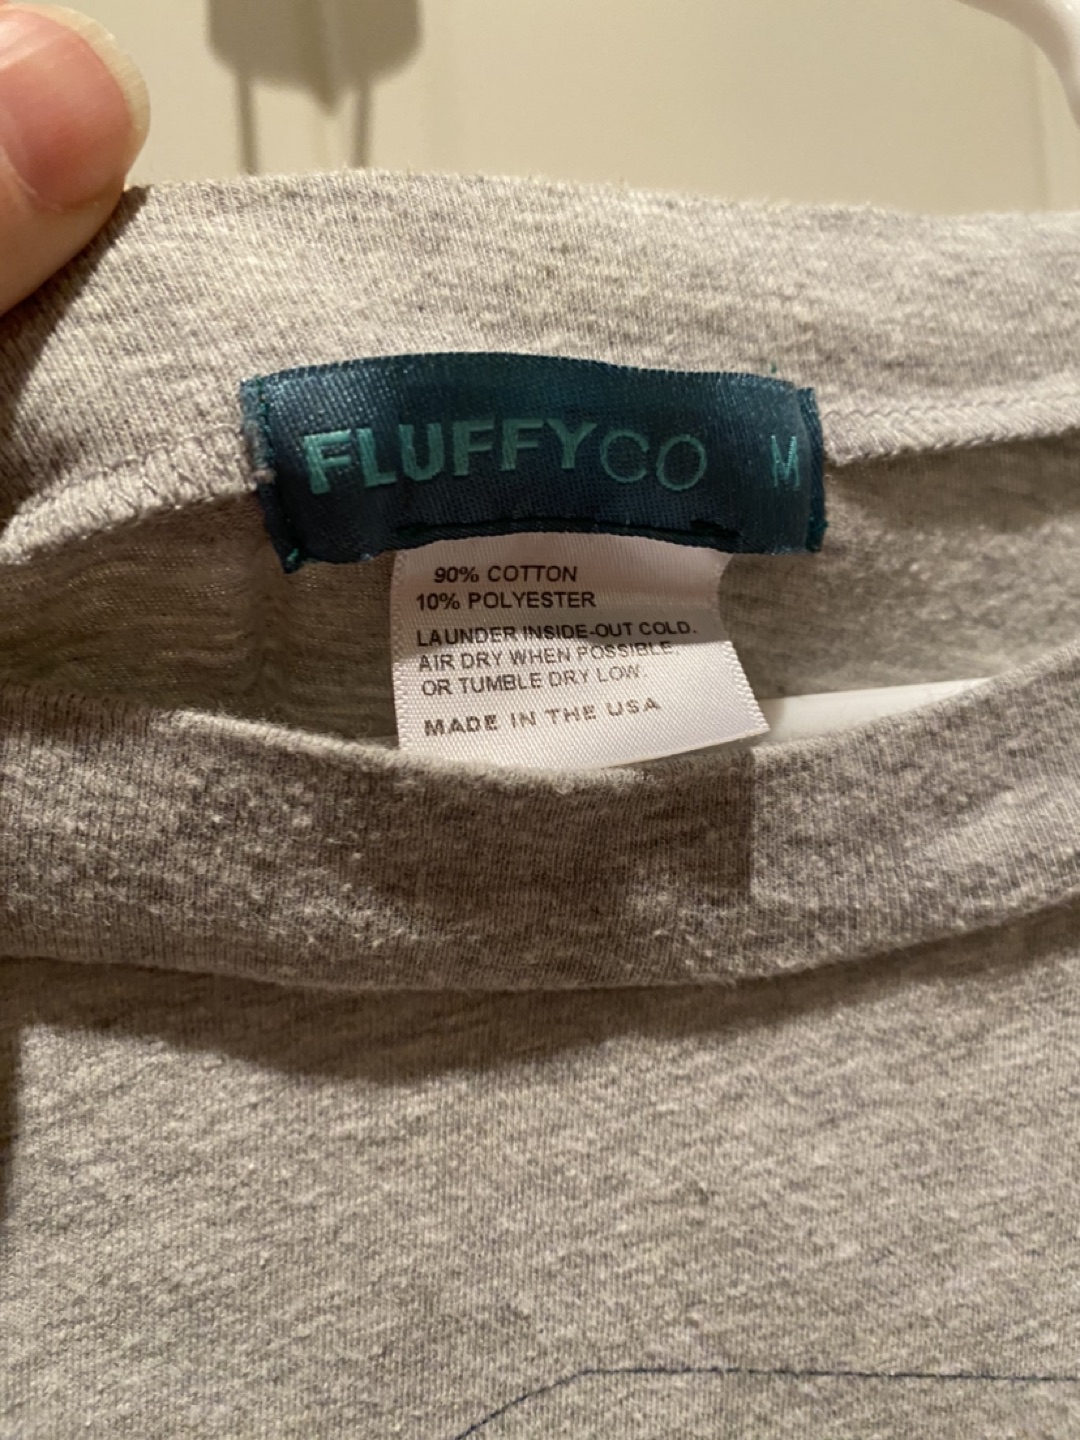 FLUFFYCO M
90% COTTON
10% POLYESTER
LAUNDER INSIDE-OUT COLD.
AIR DRY WHEN POSSIBLE
OR TUMBLE DRY LOW.
MADE IN THE USA